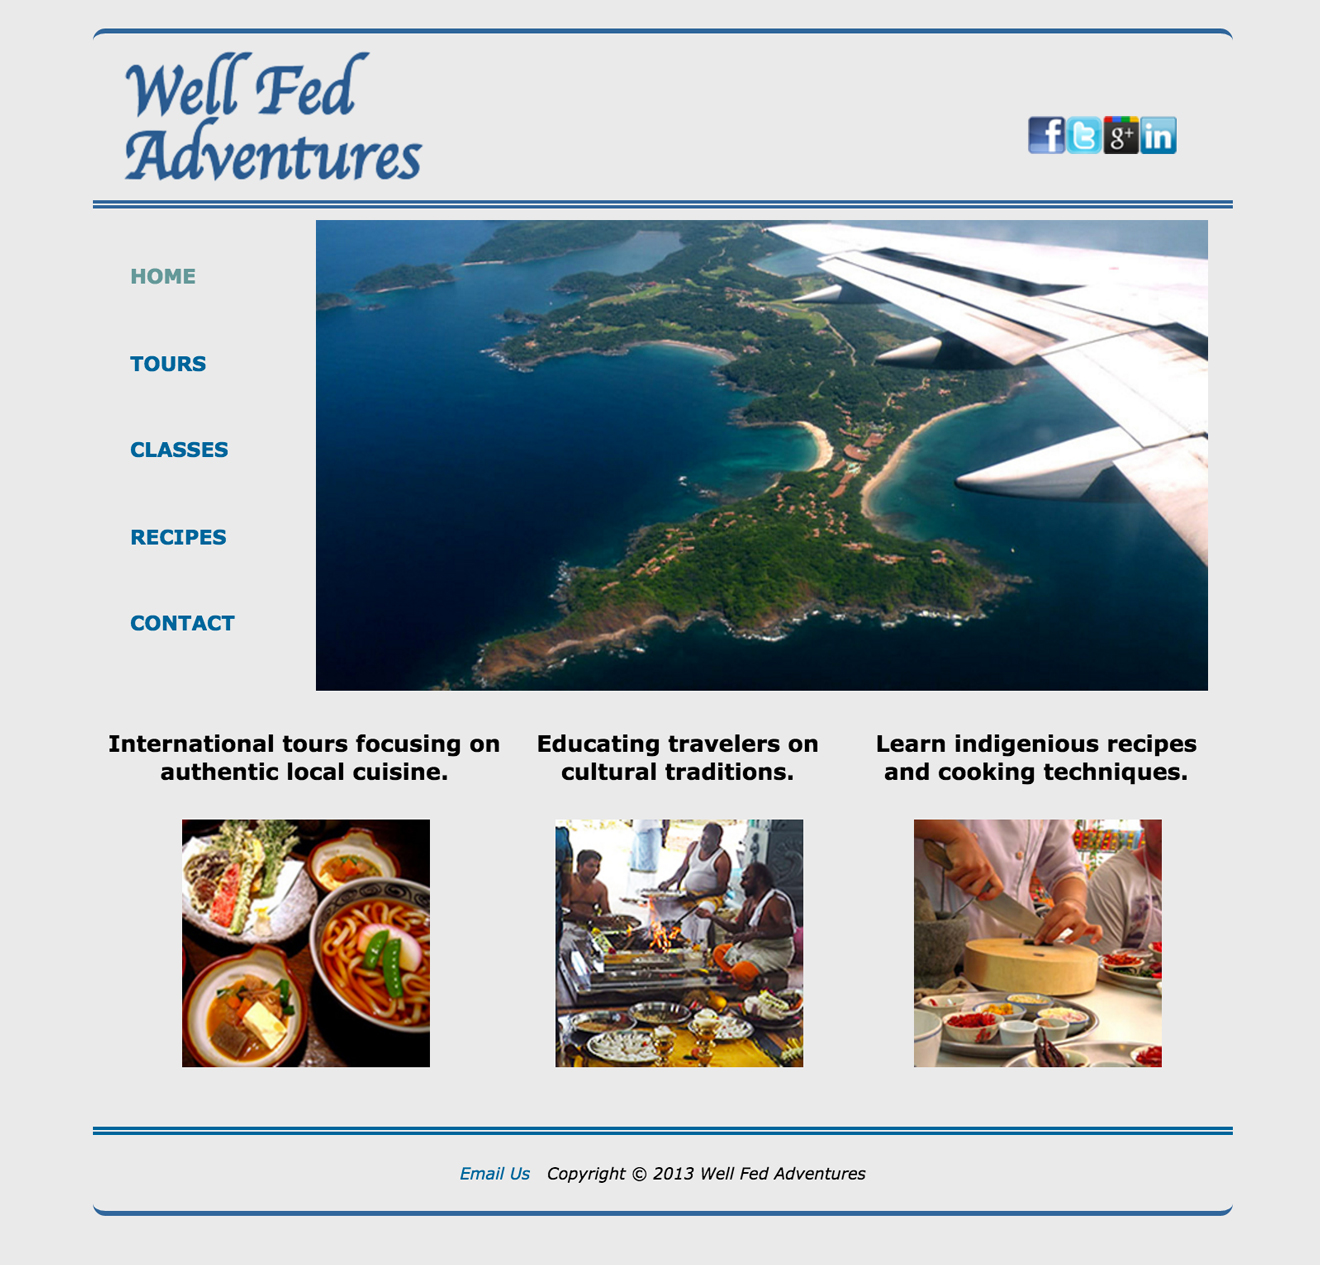 Well Fed
Adventures
f t g+ in
HOME
TOURS
CLASSES
RECIPES
CONTACT
International tours focusing on
authentic local cuisine.
Educating travelers on
cultural traditions.
Learn indigenious recipes
and cooking techniques.
Email Us Copyright © 2013 Well Fed Adventures